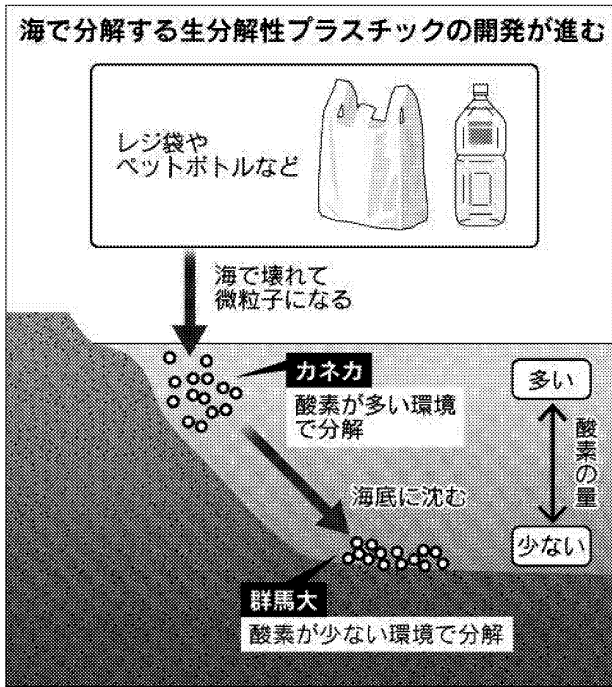 海で分解する生分解性プラスチックの開発が進む
レジ袋や
ペットボトルなど
海で壊れて
微粒子になる
カネカ
酸素が多い環境
で分解
多い
酸素の量
少ない
海底に沈む
群馬大
酸素が少ない環境で分解